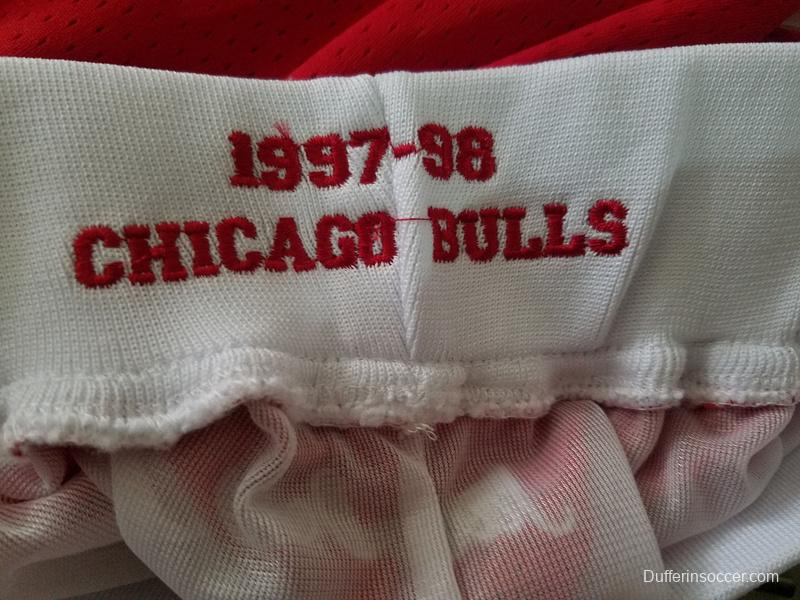 1997-98
CHICAGO BULLS
Dufferinsoccer.com